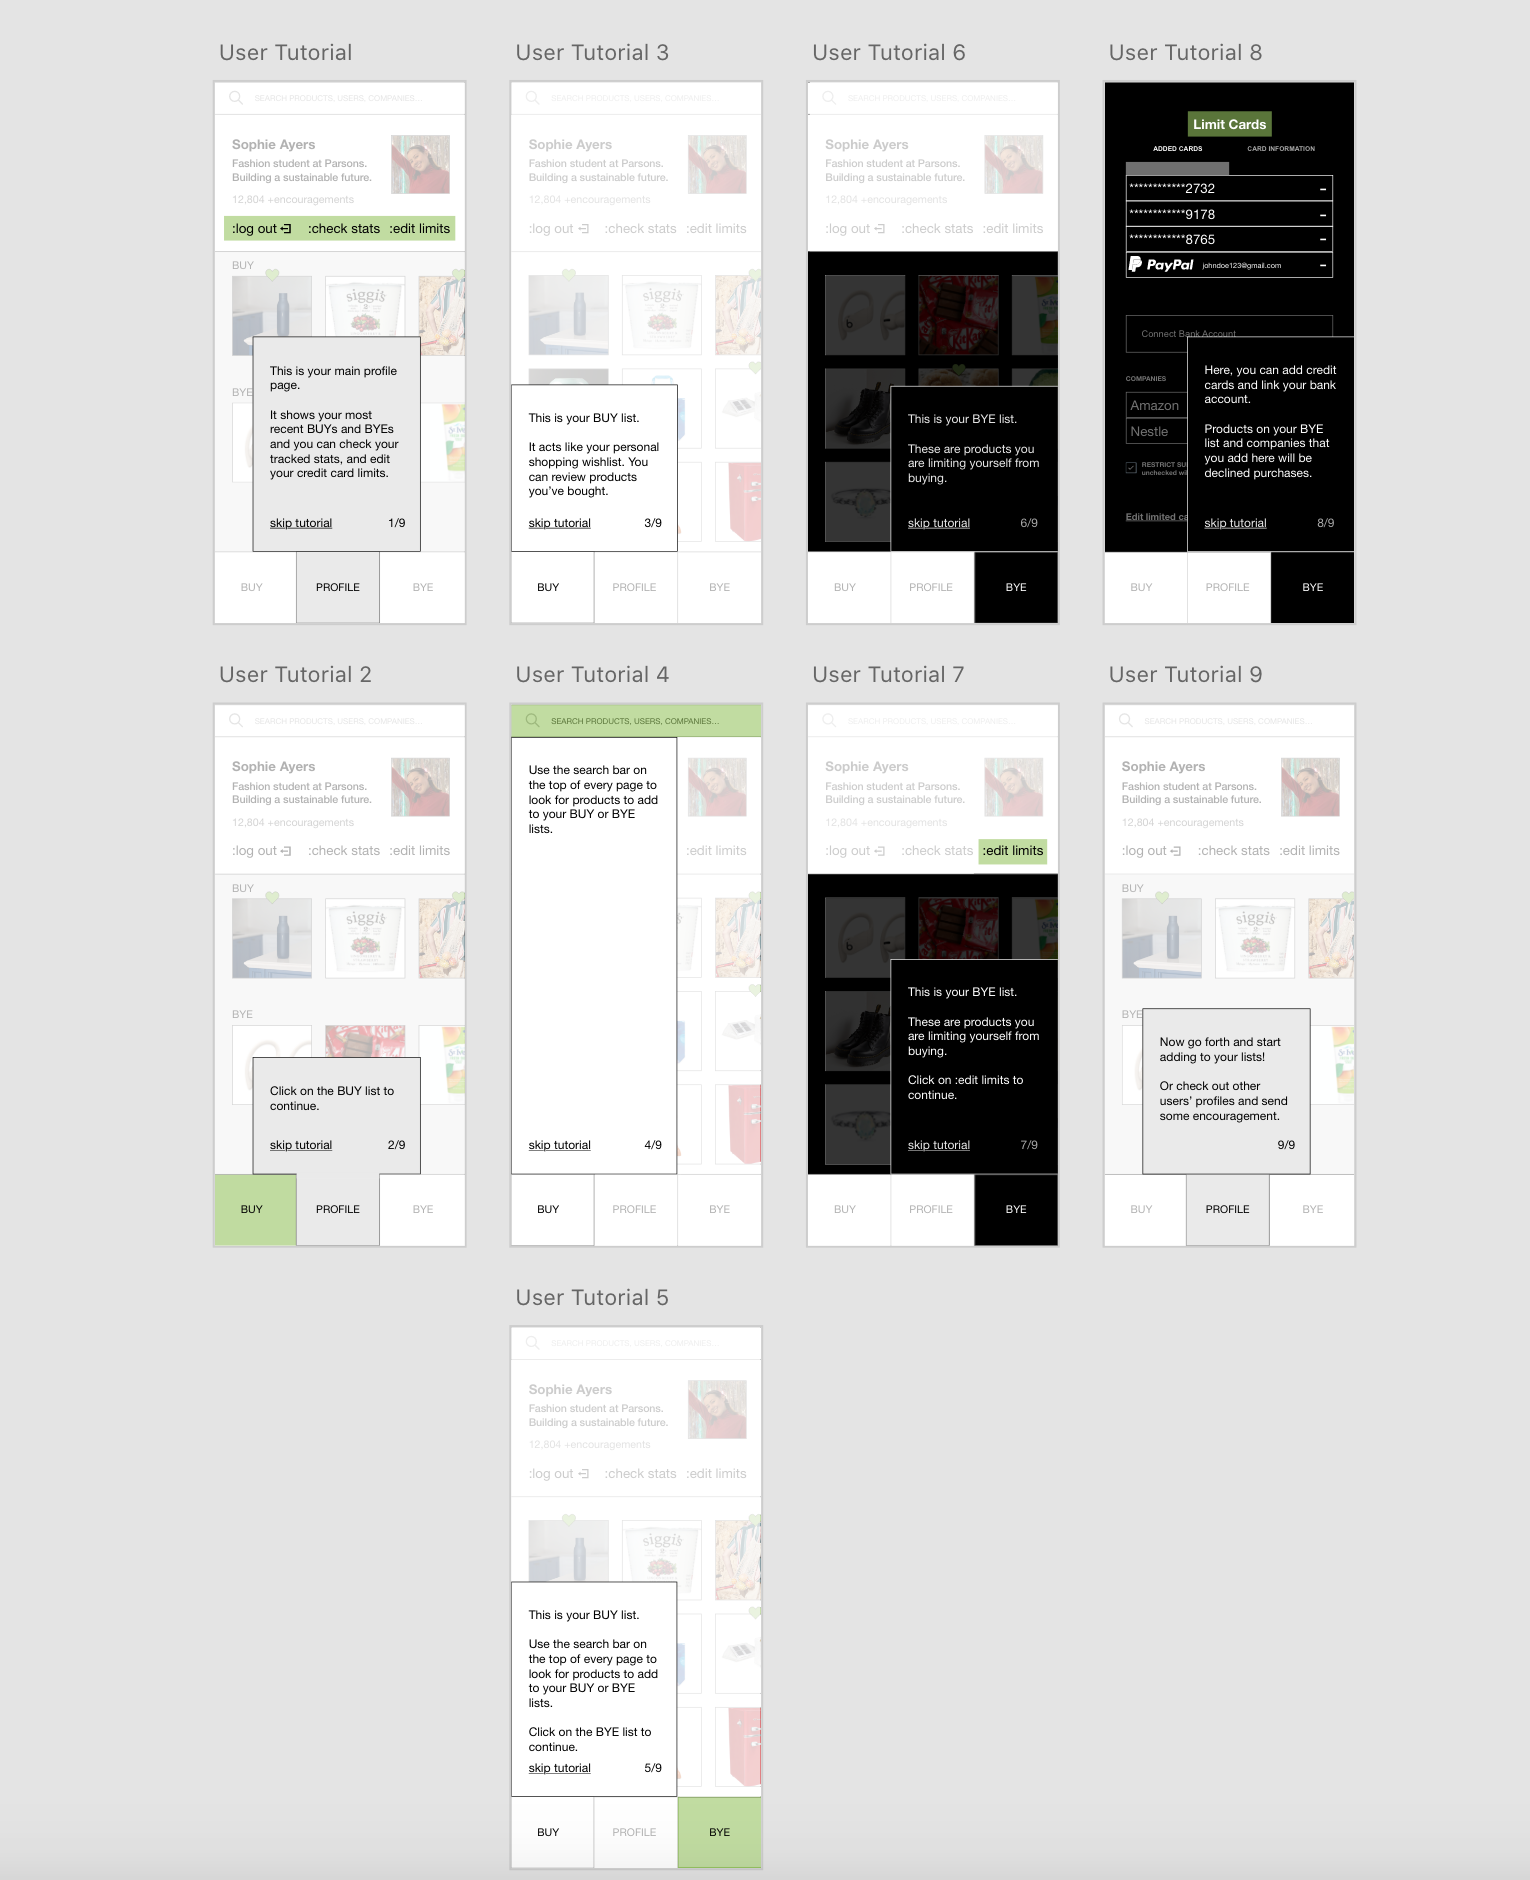 User Tutorial
SEARCH PRODUCTS, USERS, COMPANIES...
Sophie Ayers
Fashion student at Parsons.
Building a sustainable future.
12,804 +encouragements
:log out :check stats :edit limits
BUY
siggi's
BYE
This is your main profile
page.
It shows your most
recent BUYs and BYEs
and you can check your
tracked stats, and edit
your credit card limits.
skip tutorial 1/9
BUY PROFILE BYE
User Tutorial 3
SEARCH PRODUCTS, USERS, COMPANIES...
Sophie Ayers
Fashion student at Parsons.
Building a sustainable future.
12,804 +encouragements
:log out :check stats :edit limits
siggi's
This is your BUY list.
It acts like your personal
shopping wishlist. You
can review products
you've bought.
skip tutorial 3/9
BUY PROFILE BYE
User Tutorial 6
SEARCH PRODUCTS, USERS, COMPANIES...
Sophie Ayers
Fashion student at Parsons.
Building a sustainable future.
12,804 +encouragements
:log out :check stats :edit limits
This is your BYE list.
These are products you
are limiting yourself from
buying.
skip tutorial 6/9
BUY PROFILE BYE
User Tutorial 8
Limit Cards
ADDED CARDS CARD INFORMATION
************2732 –
************9178 –
************8765 –
PayPal johndoe123@gmail.com –
Connect Bank Account
COMPANIES
Amazon
Nestle
RESTRICT SU
unchecked wi
Edit limited ca
Here, you can add credit
cards and link your bank
account.
Products on your BYE
list and companies that
you add here will be
declined purchases.
skip tutorial 8/9
BUY PROFILE BYE
User Tutorial 2
SEARCH PRODUCTS, USERS, COMPANIES...
Sophie Ayers
Fashion student at Parsons.
Building a sustainable future.
12,804 +encouragements
:log out :check stats :edit limits
BUY
siggi's
BYE
Click on the BUY list to
continue.
skip tutorial 2/9
BUY PROFILE BYE
User Tutorial 4
SEARCH PRODUCTS, USERS, COMPANIES...
Use the search bar on
the top of every page to
look for products to add
to your BUY or BYE
lists.
:edit limits
skip tutorial 4/9
BUY PROFILE BYE
User Tutorial 7
SEARCH PRODUCTS, USERS, COMPANIES...
Sophie Ayers
Fashion student at Parsons.
Building a sustainable future.
12,804 +encouragements
:log out :check stats :edit limits
This is your BYE list.
These are products you
are limiting yourself from
buying.
Click on :edit limits to
continue.
skip tutorial 7/9
BUY PROFILE BYE
User Tutorial 9
SEARCH PRODUCTS, USERS, COMPANIES...
Sophie Ayers
Fashion student at Parsons.
Building a sustainable future.
12,804 +encouragements
:log out :check stats :edit limits
BUY
siggi's
BYE
Now go forth and start
adding to your lists!
Or check out other
users' profiles and send
some encouragement.
9/9
BUY PROFILE BYE
User Tutorial 5
SEARCH PRODUCTS, USERS, COMPANIES...
Sophie Ayers
Fashion student at Parsons.
Building a sustainable future.
12,804 +encouragements
:log out :check stats :edit limits
siggi's
This is your BUY list.
Use the search bar on
the top of every page to
look for products to add
to your BUY or BYE
lists.
Click on the BYE list to
continue.
skip tutorial 5/9
BUY PROFILE BYE